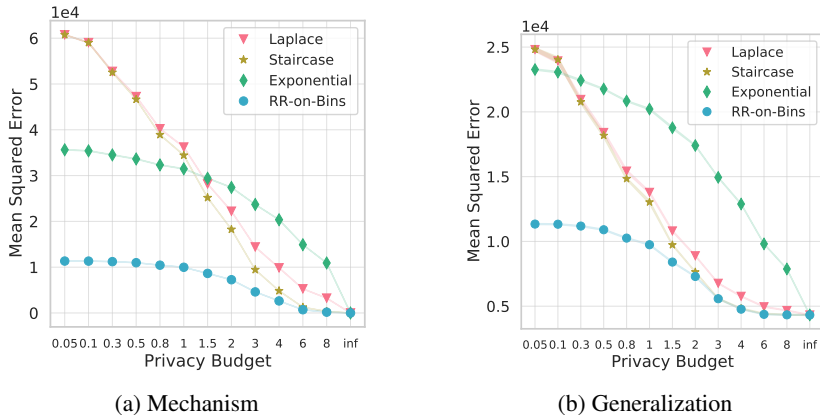 1e4
6
5
4
3
2
1
0
Mean Squared Error
Laplace
Staircase
Exponential
RR-on-Bins
0.05 0.1 0.3 0.5 0.8 1 1.5 2 3 4 6 8 inf
Privacy Budget
(a) Mechanism
1e4
2.5
2.0
1.5
1.0
0.5
Mean Squared Error
Laplace
Staircase
Exponential
RR-on-Bins
0.05 0.1 0.3 0.5 0.8 1 1.5 2 3 4 6 8 inf
Privacy Budget
(b) Generalization